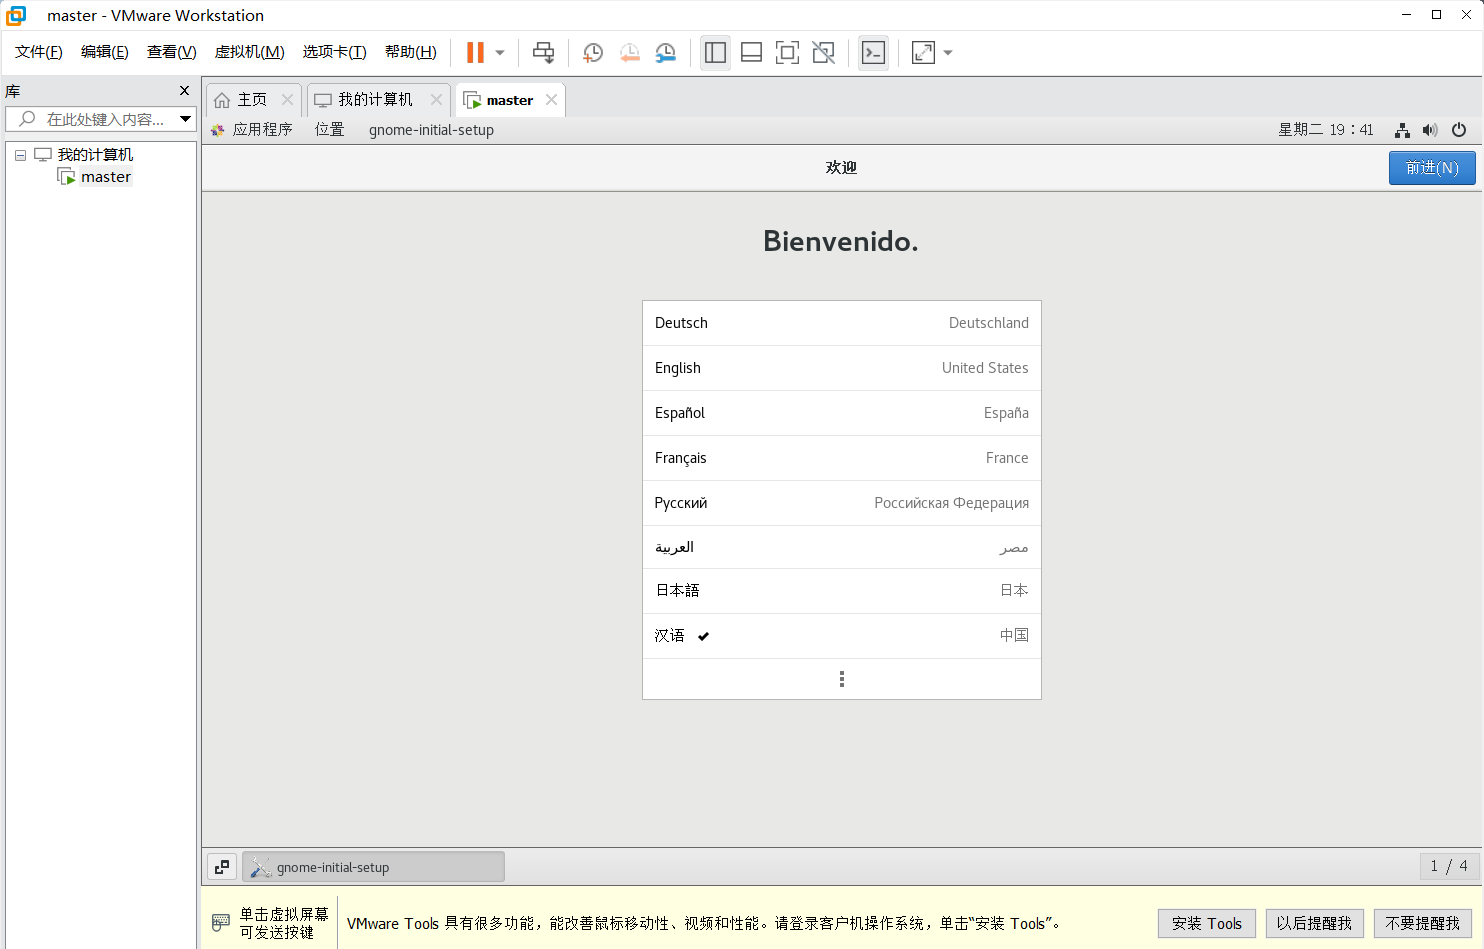 master - VMware Workstation
文件(F) 编辑(E) 查看(V) 虚拟机(M) 选项卡(T) 帮助(H)
库
在此处键入内容...
我的计算机
master
主页 我的计算机 master
应用程序 位置 gnome-initial-setup 星期二 19：41
欢迎 前进(N)
Bienvenido.
Deutsch Deutschland
English United States
Español España
Français France
Русский Российская Федерация
العربية مصر
日本語 日本
汉语 中国
gnome-initial-setup 1 / 4
单击虚拟屏幕
可发送按键
VMware Tools 具有很多功能，能改善鼠标移动性、视频和性能。请登录客户机操作系统，单击“安装 Tools”。
安装 Tools 以后提醒我 不要提醒我